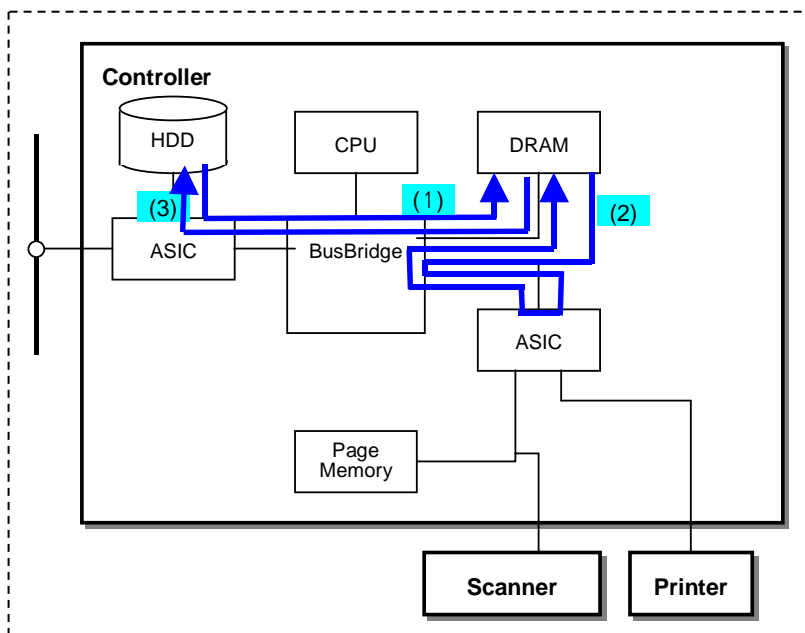 Controller
HDD
CPU
DRAM
(3)
(1)
(2)
ASIC
BusBridge
ASIC
Page
Memory
Scanner
Printer